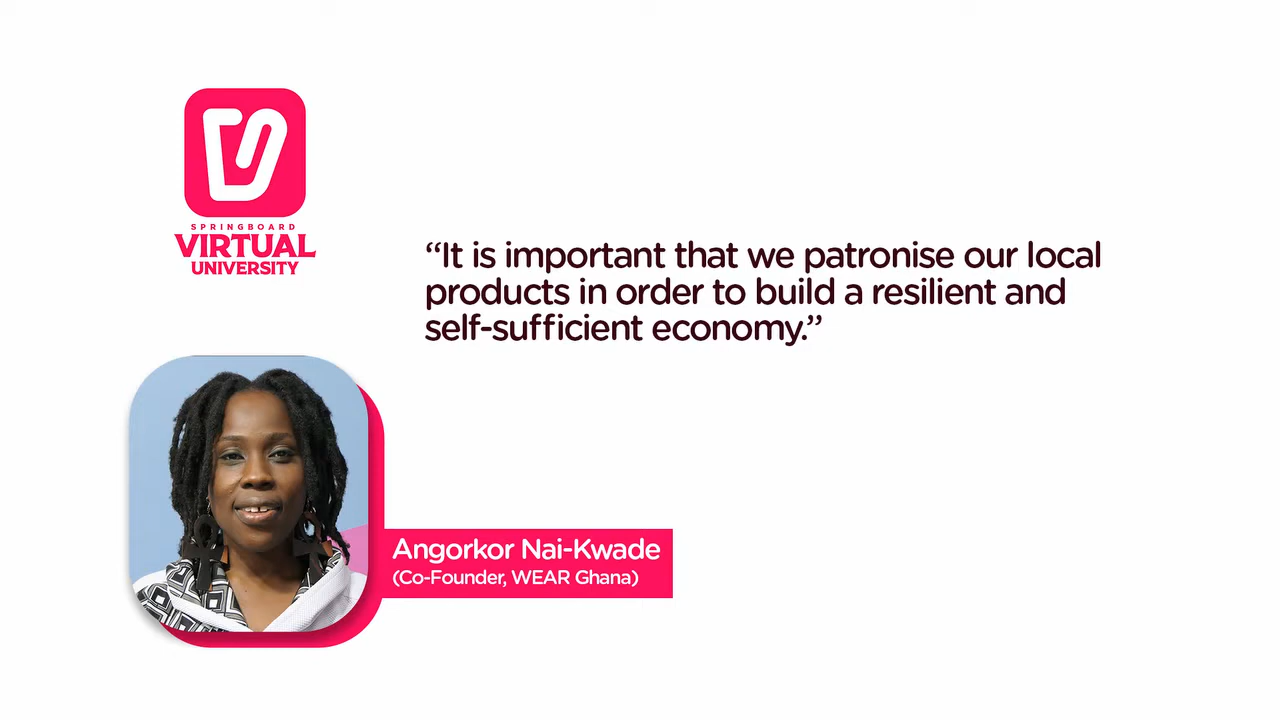 SPRINGBOARD
VIRTUAL
UNIVERSITY
“It is important that we patronise our local
products in order to build a resilient and
self-sufficient economy.”
Angorkor Nai-Kwade
(Co-Founder, WEAR Ghana)